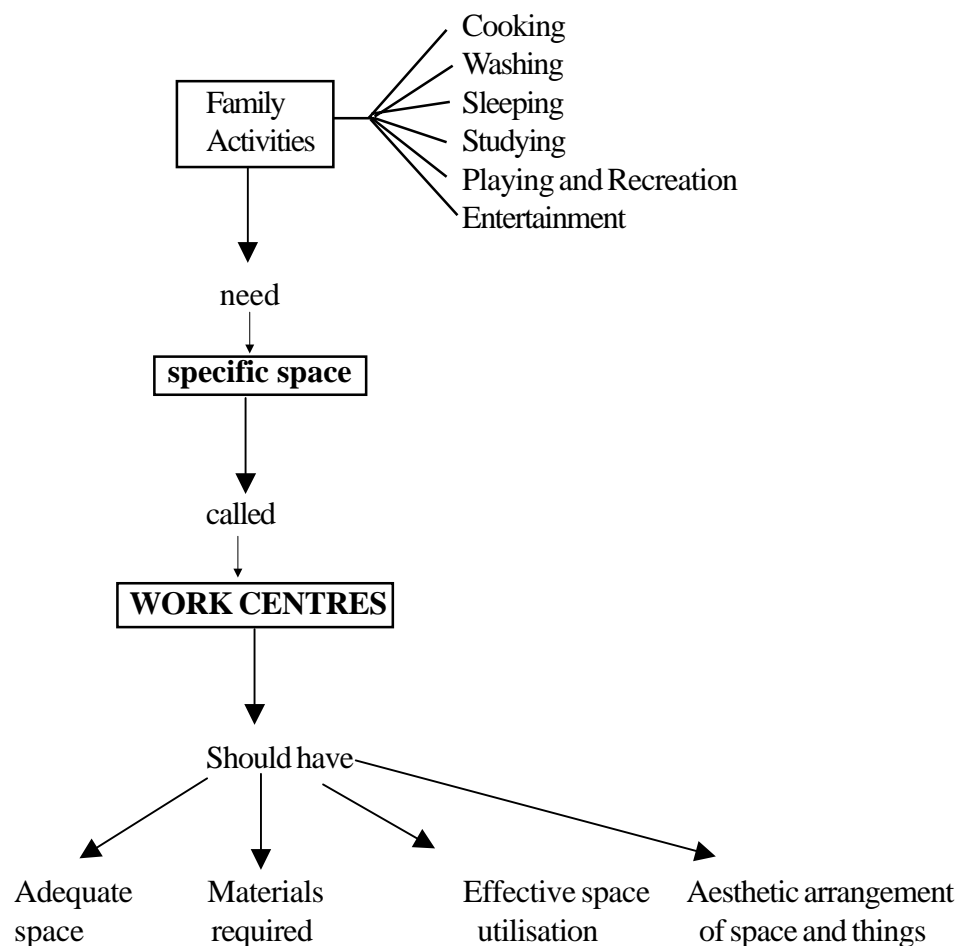 Cooking
Washing
Family
Activities
Sleeping
Studying
Playing and Recreation
Entertainment
need
specific space
called
WORK CENTRES
Should have
Adequate
space
Materials
required
Effective space
utilisation
Aesthetic arrangement
of space and things